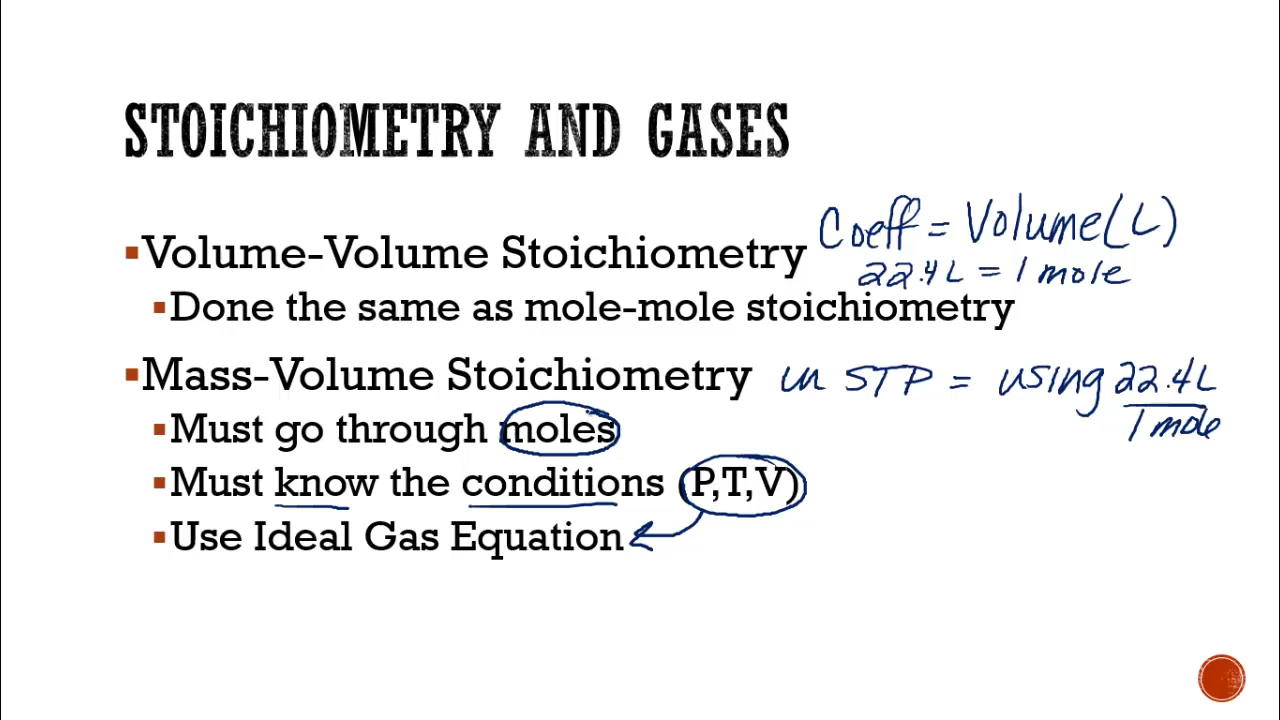 STOICHIOMETRY AND GASES
▪Volume-Volume Stoichiometry Coeff = Volume(L)
22.4L = 1 mole
▪Done the same as mole-mole stoichiometry
▪Mass-Volume Stoichiometry in STP = using 22.4L
1 mole
▪Must go through moles
▪Must know the conditions (P,T,V)
▪Use Ideal Gas Equation